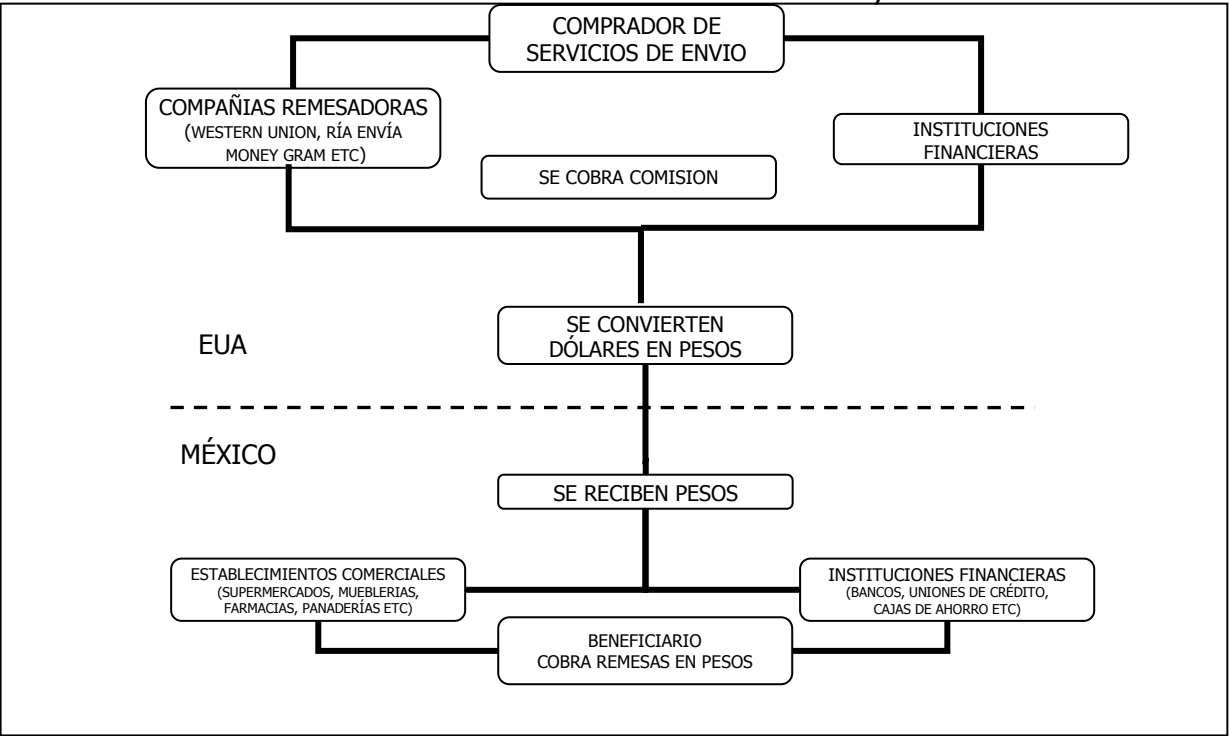 COMPRADOR DE
SERVICIOS DE ENVIO
COMPAÑIAS REMESADORAS
(WESTERN UNION, RÍA ENVÍA
MONEY GRAM ETC)
INSTITUCIONES
FINANCIERAS
SE COBRA COMISION
SE CONVIERTEN
DÓLARES EN PESOS
EUA
MÉXICO
SE RECIBEN PESOS
ESTABLECIMIENTOS COMERCIALES
(SUPERMERCADOS, MUEBLERIAS,
FARMACIAS, PANADERÍAS ETC)
INSTITUCIONES FINANCIERAS
(BANCOS, UNIONES DE CRÉDITO,
CAJAS DE AHORRO ETC)
BENEFICIARIO
COBRA REMESAS EN PESOS